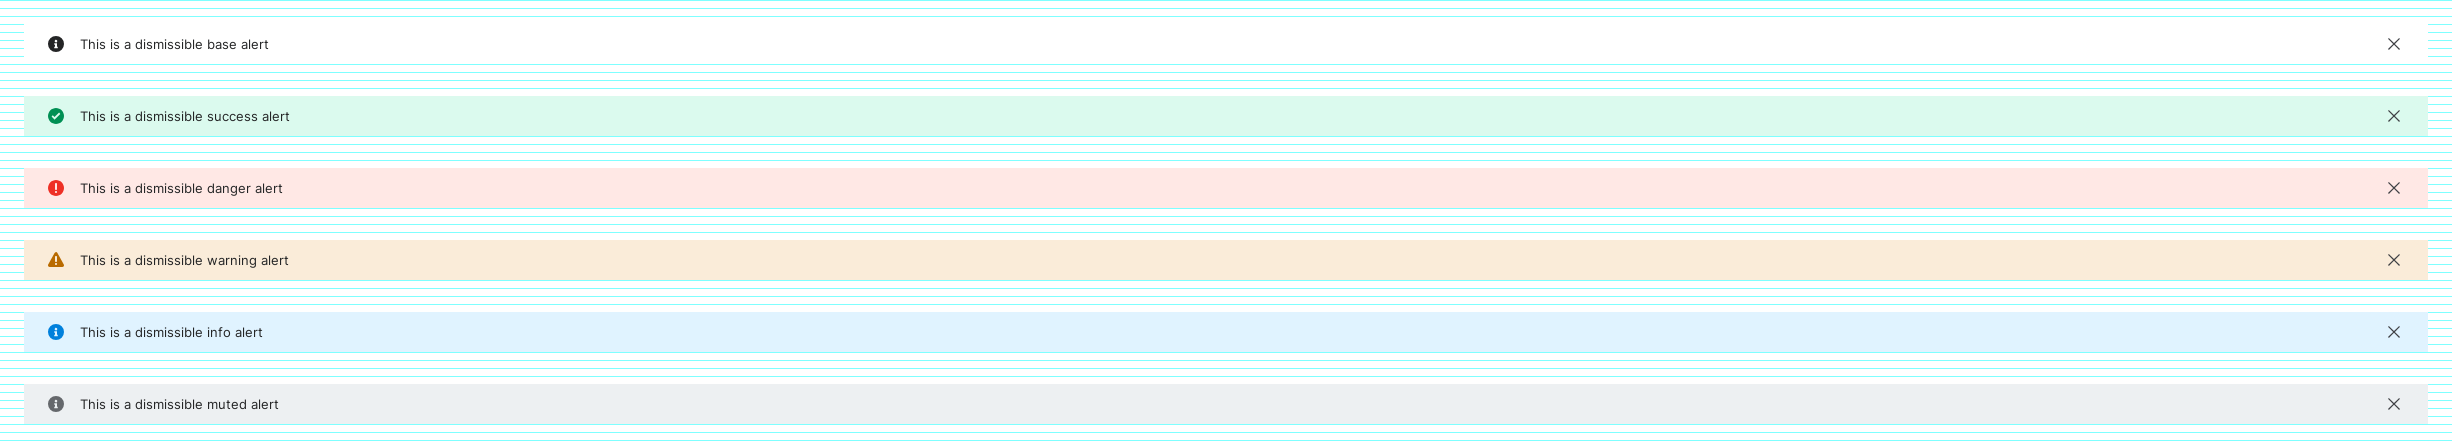 This is a dismissible base alert
This is a dismissible success alert
This is a dismissible danger alert
This is a dismissible warning alert
This is a dismissible info alert
This is a dismissible muted alert